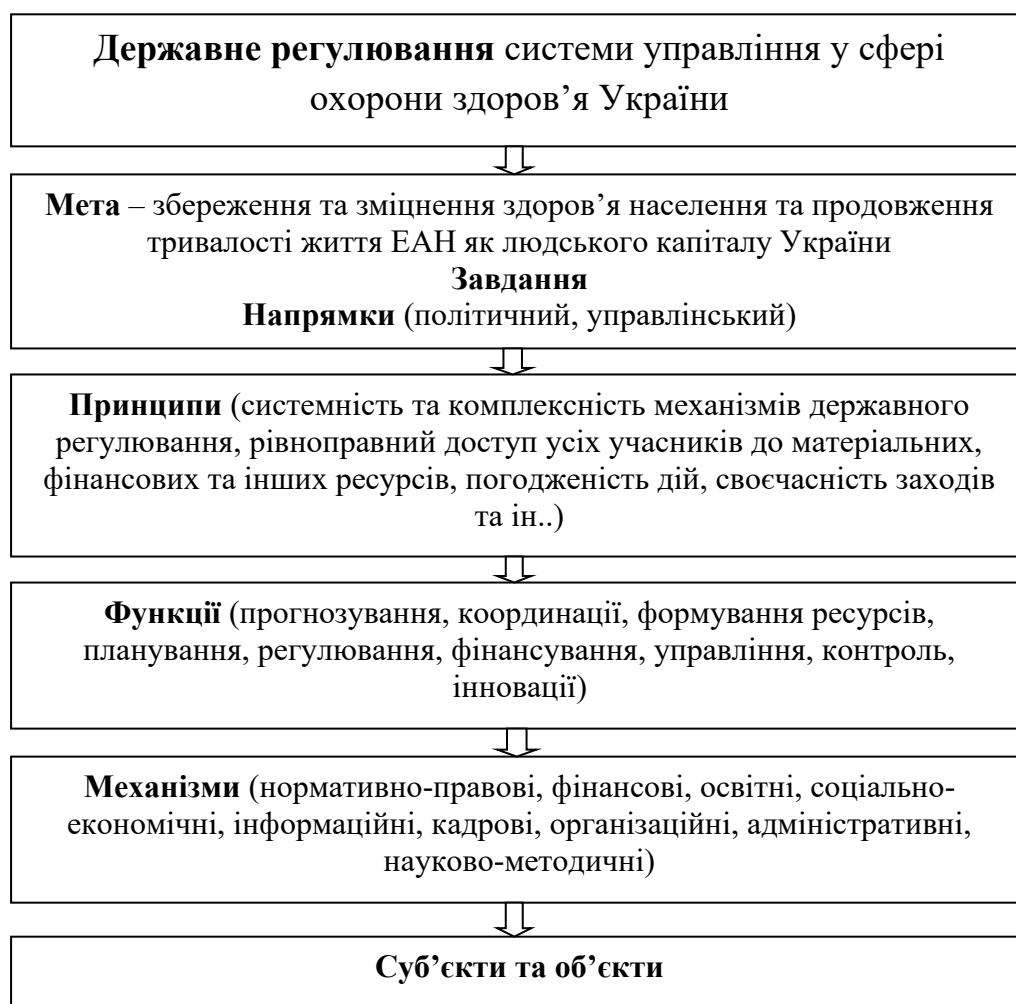 Державне регулювання системи управління у сфері
охорони здоров’я України
Мета – збереження та зміцнення здоров’я населення та продовження
тривалості життя ЕАН як людського капіталу України
Завдання
Напрямки (політичний, управлінський)
Принципи (системність та комплексність механізмів державного
регулювання, рівноправний доступ усіх учасників до матеріальних,
фінансових та інших ресурсів, погодженість дій, своєчасність заходів
та ін..)
Функції (прогнозування, координації, формування ресурсів,
планування, регулювання, фінансування, управління, контроль,
інновації)
Механізми (нормативно-правові, фінансові, освітні, соціально-
економічні, інформаційні, кадрові, організаційні, адміністративні,
науково-методичні)
Суб’єкти та об’єкти